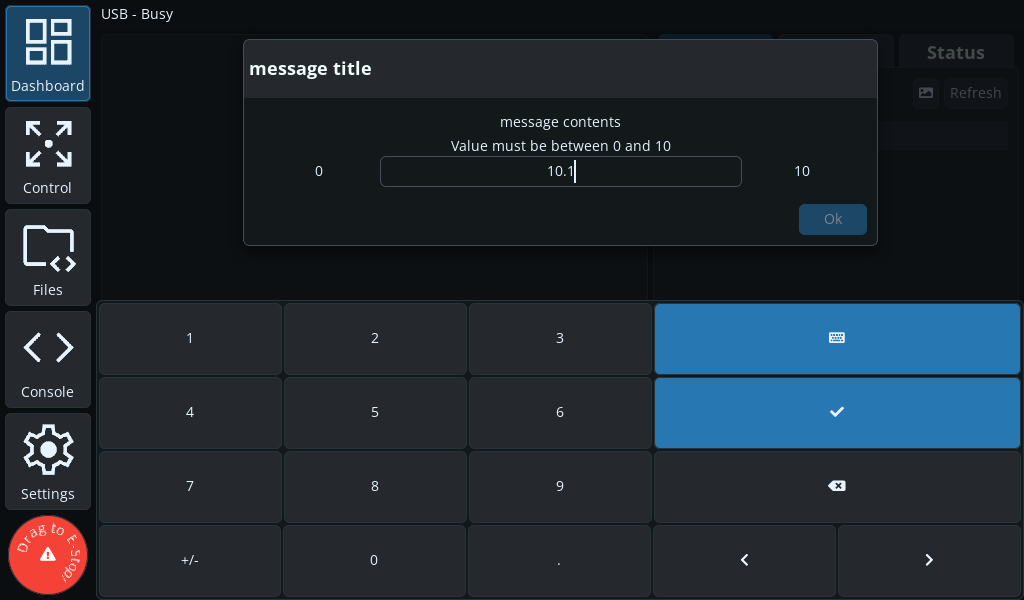 USB - Busy
Dashboard
Control
Files
Console
Settings
Drag to E-Stop!
Status
Refresh
message title
message contents
Value must be between 0 and 10
0
10.1
10
Ok
1
2
3
4
5
6
7
8
9
+/-
0
.